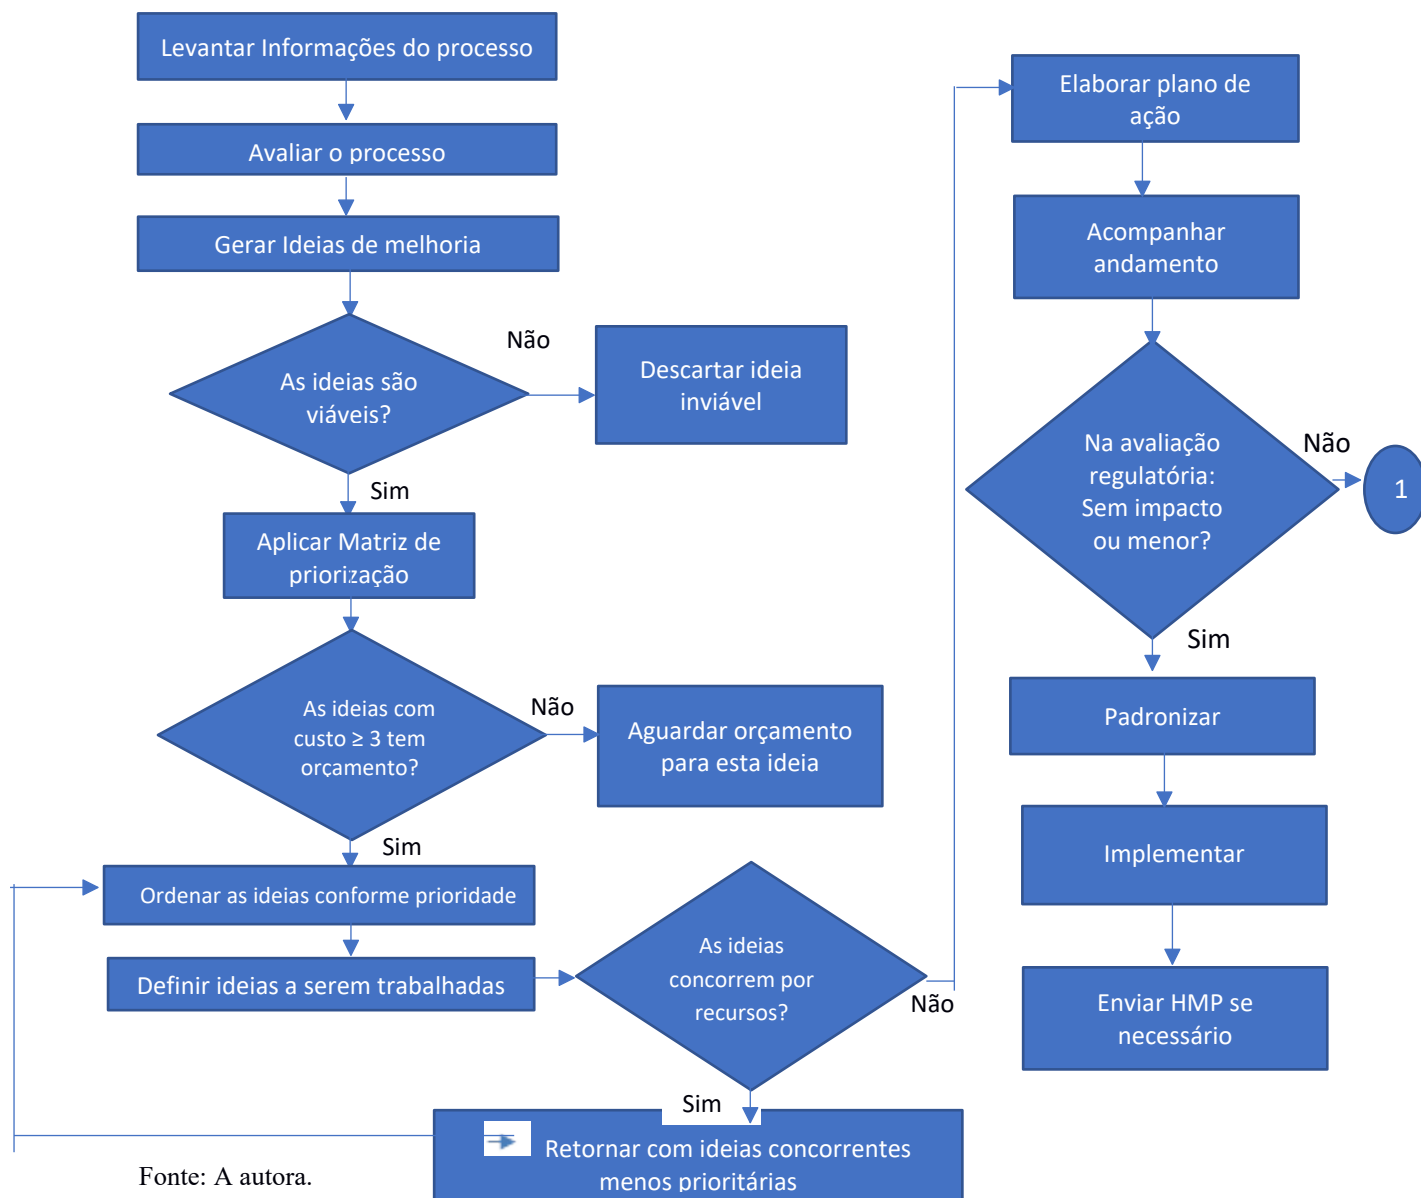 Levantar Informações do processo
Avaliar o processo
Gerar Ideias de melhoria
As ideias são
viáveis?
Não
Descartar ideia
inviável
Sim
Aplicar Matriz de
priorização
As ideias com
custo ≥ 3 tem
orçamento?
Não
Aguardar orçamento
para esta ideia
Sim
Ordenar as ideias conforme prioridade
Definir ideias a serem trabalhadas
As ideias
concorrem por
recursos?
Não
Sim
Retornar com ideias concorrentes
menos prioritárias
Elaborar plano de
ação
Acompanhar
andamento
Na avaliação
regulatória:
Sem impacto
ou menor?
Não
1
Sim
Padronizar
Implementar
Enviar HMP se
necessário
Fonte: A autora.